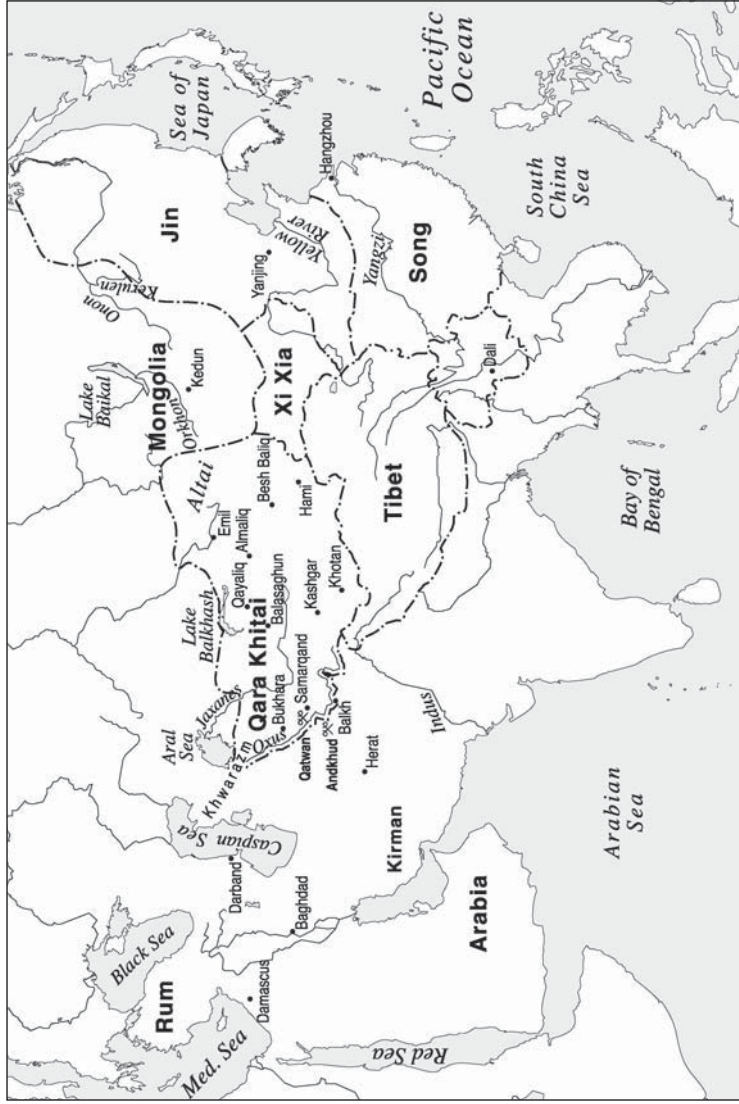 Pacific
Ocean
Sea of
Japan
Hangzhou
South
China
Sea
Jin
Yellow
River
Yangzi
Song
Yanjing
Onon
Kerulen
Lake
Baikal
Mongolia
Orkhon
Kedun
Xi Xia
Dali
Altai
Besh Baliq
Hami
Tibet
Bay of
Bengal
Emil
Almaliq
Qayaliq
Balasaghun
Kashgar
Khotan
Lake
Balkhash
Qara Khitai
Samarqand
Bukhara
Jaxartes
Aral
Sea
Oxus
Khwarazm
Qatwan
Andkhud
Balkh
Herat
Indus
Caspian
Sea
Kirman
Arabian
Sea
Darband
Baghdad
Arabia
Black Sea
Rum
Damascus
Med. Sea
Red Sea